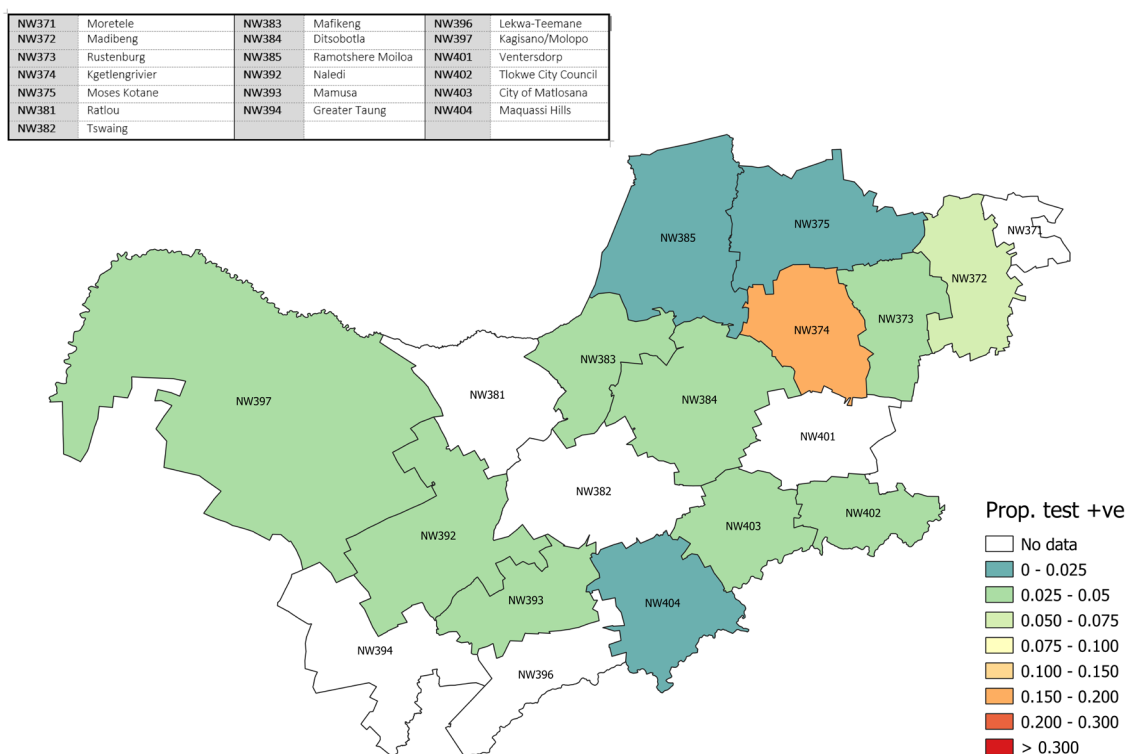 NW371 Moretele NW383 Mafikeng NW396 Lekwa-Teemane
NW372 Madibeng NW384 Ditsobotla NW397 Kagisano/Molopo
NW373 Rustenburg NW385 Ramotshere Moiloa NW401 Ventersdorp
NW374 Kgetlengrivier NW392 Naledi NW402 Tlokwe City Council
NW375 Moses Kotane NW393 Mamusa NW403 City of Matlosana
NW381 Ratlou NW394 Greater Taung NW404 Maquassi Hills
NW382 Tswaing
NW375
NW371
NW385
NW372
NW373
NW374
NW383
NW381
NW397
NW384
NW401
NW382
NW402
NW403
NW392
NW393
NW404
NW394
NW396
Prop. test +ve
No data
0 - 0.025
0.025 - 0.05
0.050 - 0.075
0.075 - 0.100
0.100 - 0.150
0.150 - 0.200
0.200 - 0.300
> 0.300